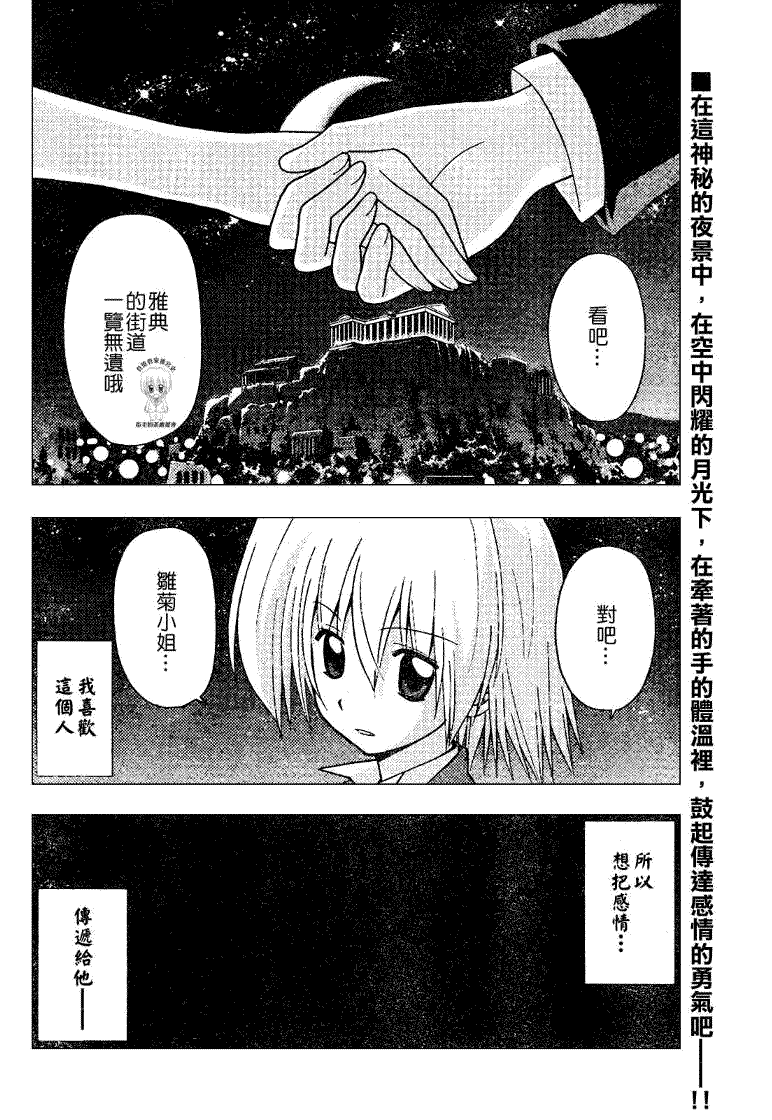 ■在這神秘的夜景中，在空中閃耀的月光下，在牽著的手的體溫裡，鼓起傳達感情的勇氣吧——!!
看吧…
雅典
的街道
一覽無遺哦
對吧…
雛菊小姐…
我喜歡
這個人
所以
想把感情…
傳遞給他——